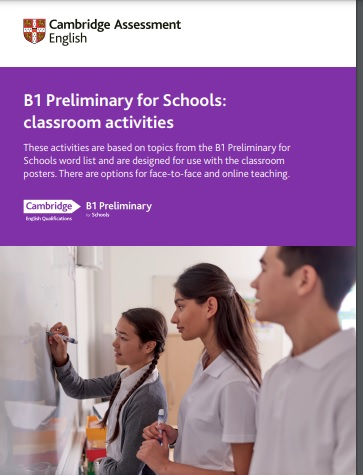 Cambridge Assessment
English
B1 Preliminary for Schools:
classroom activities
These activities are based on topics from the B1 Preliminary for
Schools word list and are designed for use with the classroom
posters. There are options for face-to-face and online teaching.
Cambridge
English Qualifications
B1 Preliminary
for Schools